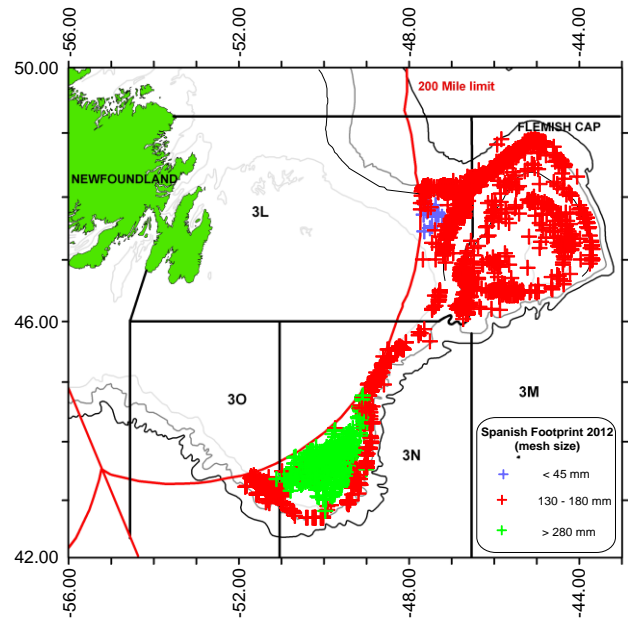 -56.00 -52.00 -48.00 -44.00
50.00
200 Mile limit
FLEMISH CAP
NEWFOUNDLAND
3L
46.00
3O
3M
3N
Spanish Footprint 2012
(mesh size)
< 45 mm
130 - 180 mm
> 280 mm
42.00
-56.00 -52.00 -48.00 -44.00